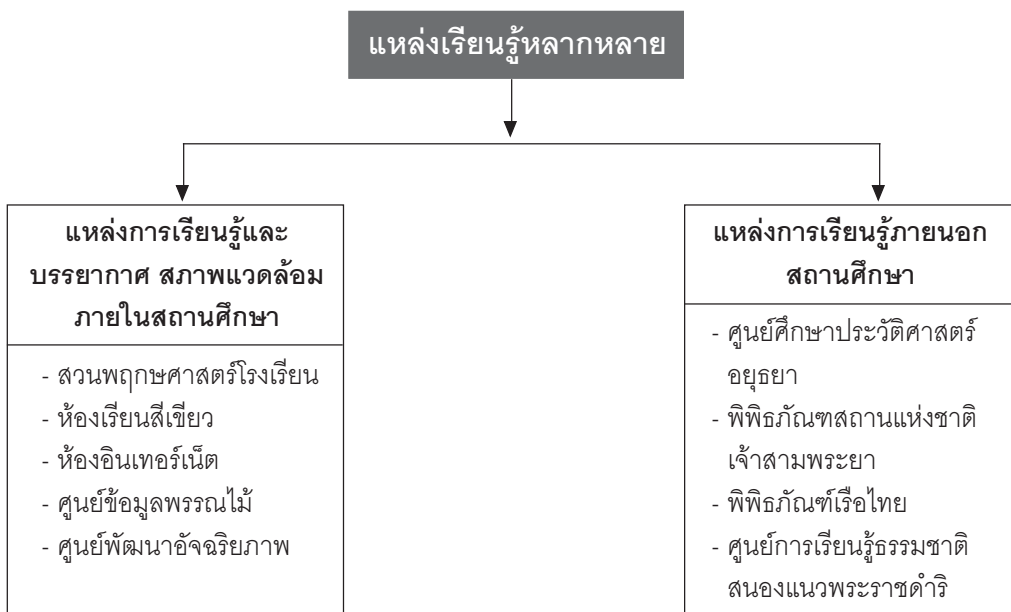 แหล่งเรียนรู้หลากหลาย
แหล่งการเรียนรู้และ
บรรยากาศ สภาพแวดล้อม
ภายในสถานศึกษา
- สวนพฤกษศาสตร์โรงเรียน
- ห้องเรียนสีเขียว
- ห้องอินเทอร์เน็ต
- ศูนย์ข้อมูลพรรณไม้
- ศูนย์พัฒนาอัจฉริยภาพ
แหล่งการเรียนรู้ภายนอก
สถานศึกษา
- ศูนย์ศึกษาประวัติศาสตร์
อยุธยา
- พิพิธภัณฑสถานแห่งชาติ
เจ้าสามพระยา
- พิพิธภัณฑ์เรือไทย
- ศูนย์การเรียนรู้ธรรมชาติ
สนองแนวพระราชดำริ